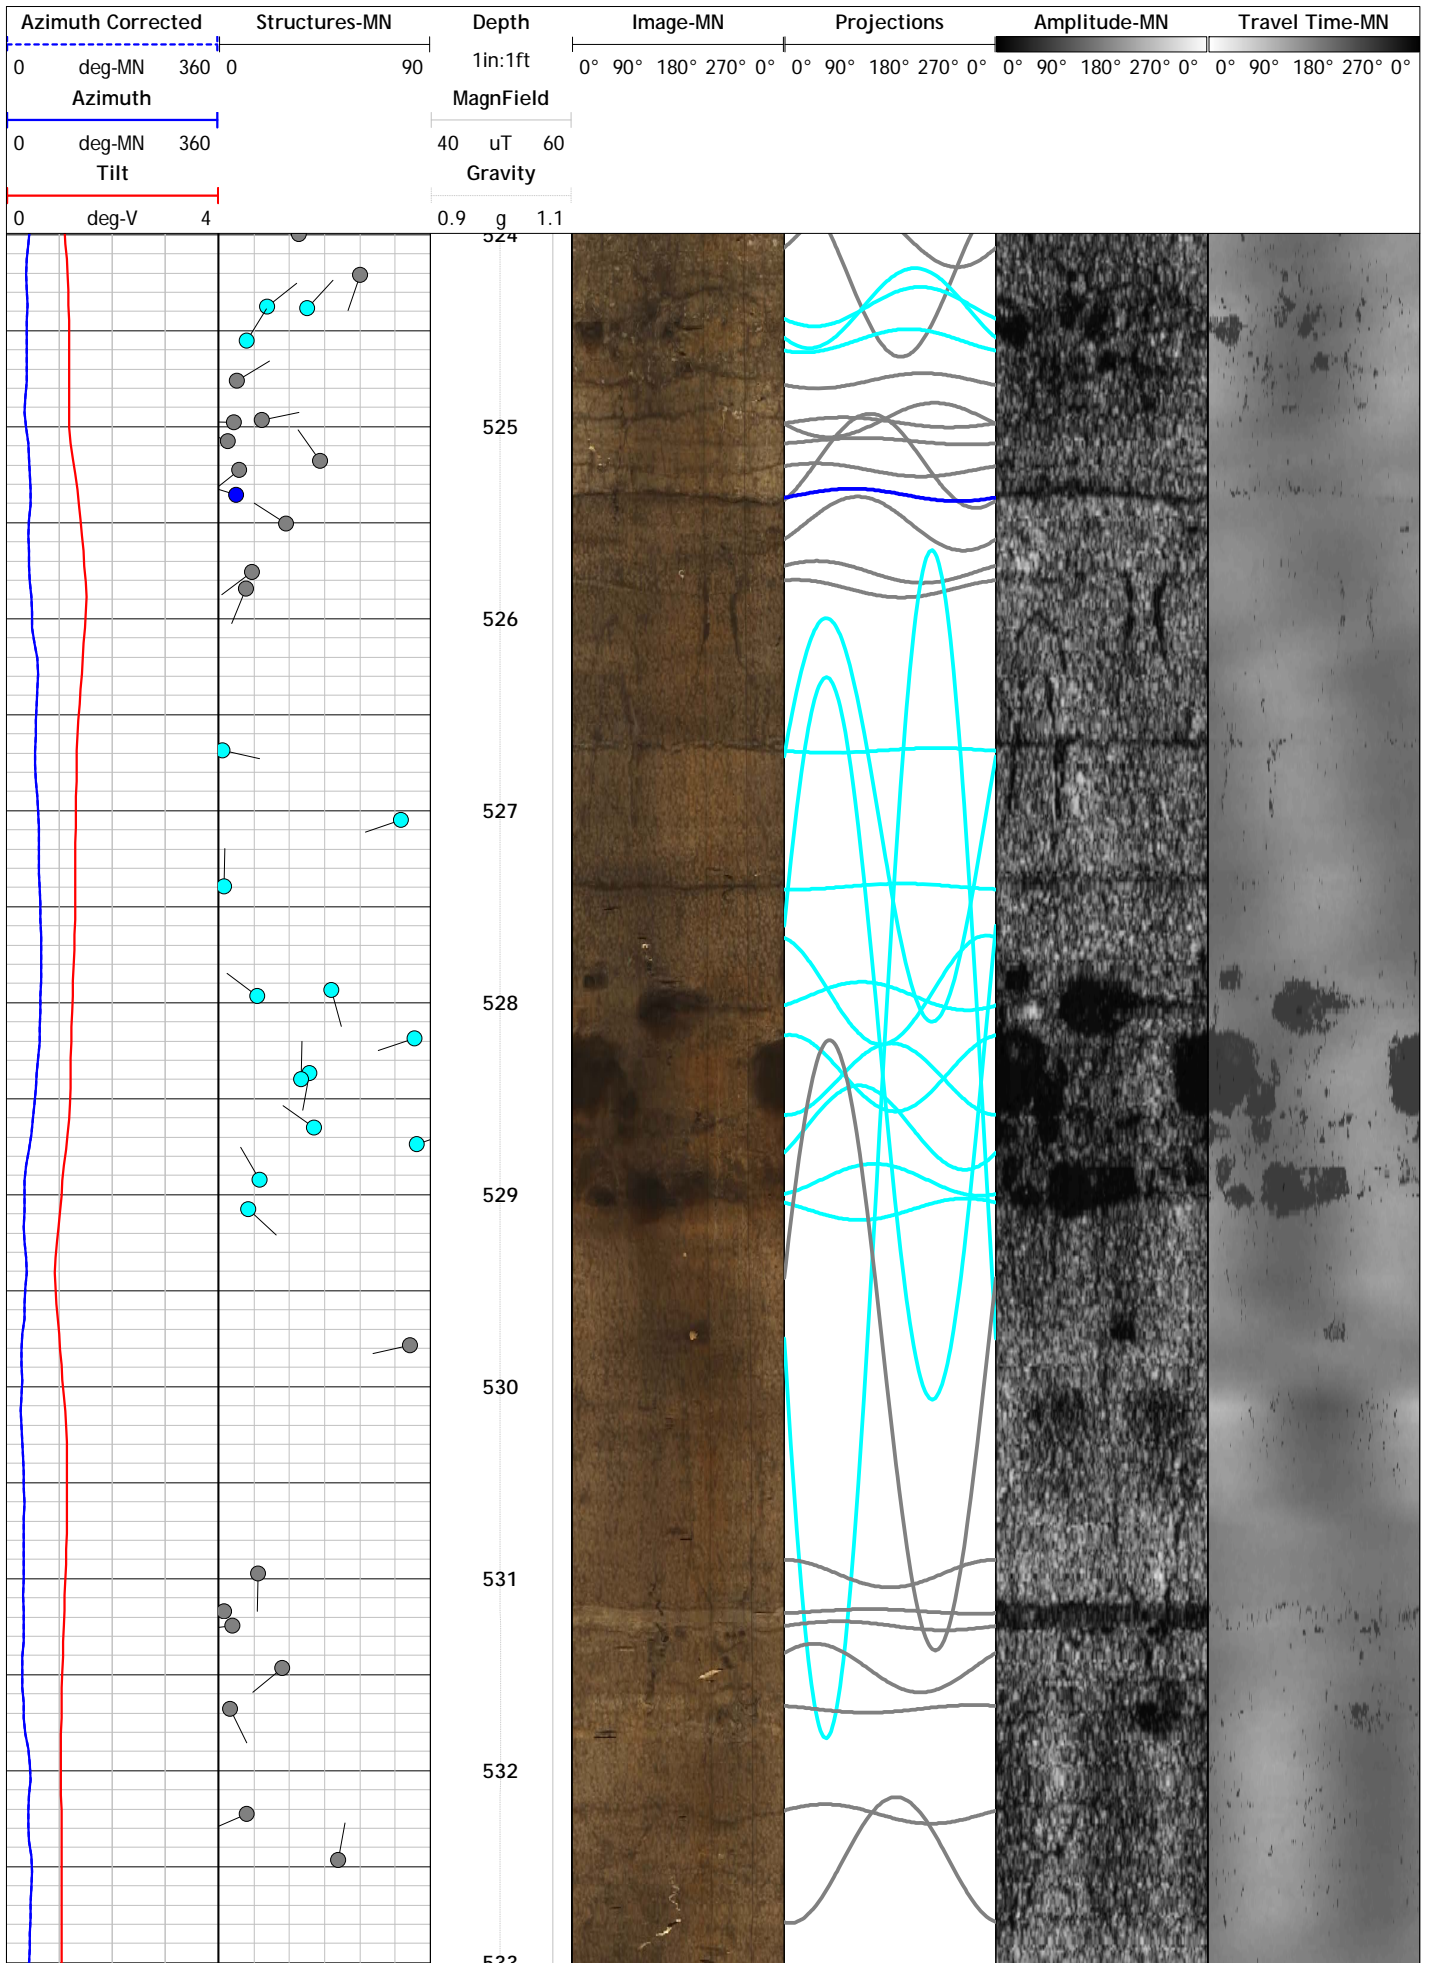 Azimuth Corrected Structures-MN Depth Image-MN Projections Amplitude-MN Travel Time-MN
0 deg-MN 360 0 90 1in:1ft 0° 90° 180° 270° 0° 0° 90° 180° 270° 0° 0° 90° 180° 270° 0° 0° 90° 180° 270° 0°
Azimuth MagnField
0 deg-MN 360 40 uT 60
Tilt Gravity
0 deg-V 4 0.9 g 1.1
524
525
526
527
528
529
530
531
532
533